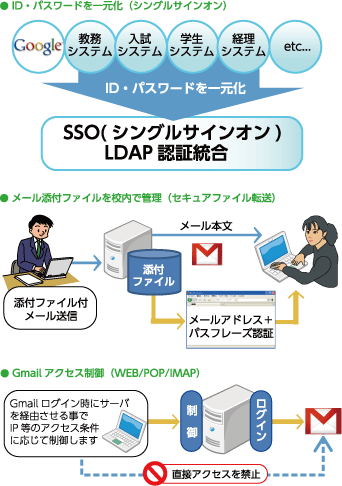 ● ID・パスワードを一元化（シングルサインオン）
Google
教務
システム
入試
システム
学生
システム
経理
システム
etc...
ID・パスワードを一元化
SSO( シングルサインオン )
LDAP 認証統合
● メール添付ファイルを校内で管理（セキュアファイル転送）
メール本文
添付
ファイル
添付ファイル付
メール送信
メールアドレス＋
パスフレーズ認証
● Gmail アクセス制御（WEB/POP/IMAP）
Gmail ログイン時にサーバ
を経由させる事で
IP 等のアクセス条件
に応じて制御します
制御
ログイン
直接アクセスを禁止